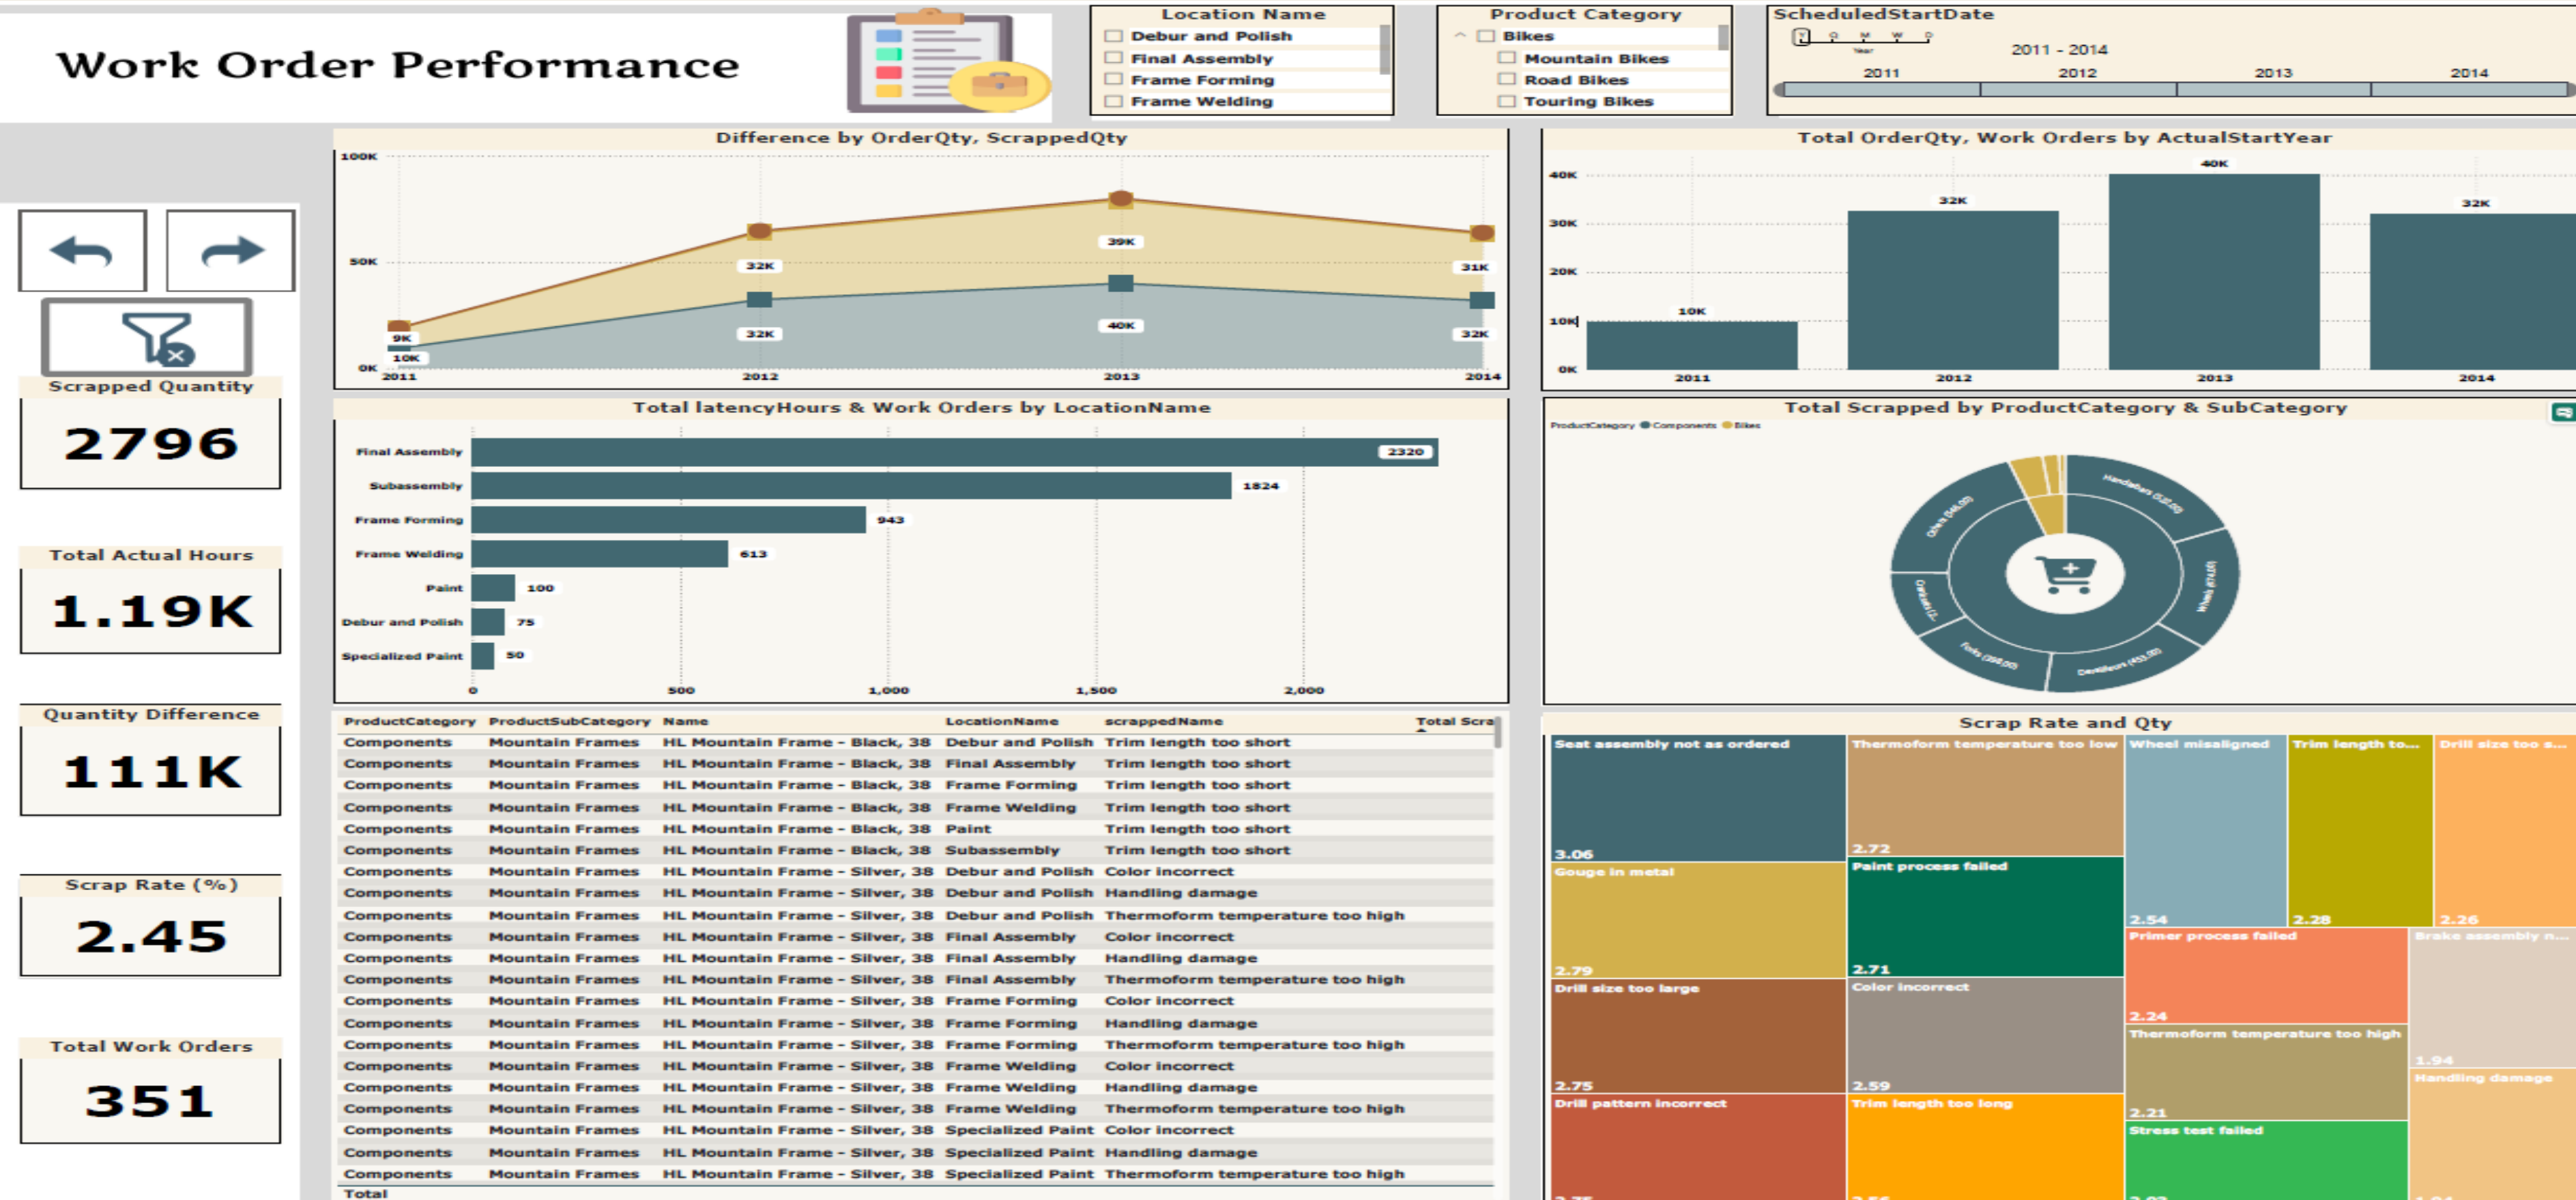 Work Order Performance
Location Name
Debur and Polish
Final Assembly
Frame Forming
Frame Welding
Product Category
Bikes
Mountain Bikes
Road Bikes
Touring Bikes
ScheduledStartDate
Y Q M W D
Year
2011 - 2014
2011 2012 2013 2014
Scrapped Quantity
2796
Total Actual Hours
1.19K
Quantity Difference
111K
Scrap Rate (%)
2.45
Total Work Orders
351
Difference by OrderQty, ScrappedQty
100K
50K
0K
9K
10K
32K
32K
39K
40K
31K
32K
2011 2012 2013 2014
Total OrderQty, Work Orders by ActualStartYear
40K
30K
20K
10K
0K
10K
32K
40K
32K
2011 2012 2013 2014
Total latencyHours & Work Orders by LocationName
Final Assembly 2320
Subassembly 1824
Frame Forming 943
Frame Welding 613
Paint 100
Debur and Polish 75
Specialized Paint 50
0 500 1,000 1,500 2,000
Total Scrapped by ProductCategory & SubCategory
ProductCategory Components Bikes
ProductCategory ProductSubCategory Name LocationName scrappedName Total Scra
Components Mountain Frames HL Mountain Frame - Black, 38 Debur and Polish Trim length too short
Components Mountain Frames HL Mountain Frame - Black, 38 Final Assembly Trim length too short
Components Mountain Frames HL Mountain Frame - Black, 38 Frame Forming Trim length too short
Components Mountain Frames HL Mountain Frame - Black, 38 Frame Welding Trim length too short
Components Mountain Frames HL Mountain Frame - Black, 38 Paint Trim length too short
Components Mountain Frames HL Mountain Frame - Black, 38 Subassembly Trim length too short
Components Mountain Frames HL Mountain Frame - Silver, 38 Debur and Polish Color incorrect
Components Mountain Frames HL Mountain Frame - Silver, 38 Debur and Polish Handling damage
Components Mountain Frames HL Mountain Frame - Silver, 38 Debur and Polish Thermoform temperature too high
Components Mountain Frames HL Mountain Frame - Silver, 38 Final Assembly Color incorrect
Components Mountain Frames HL Mountain Frame - Silver, 38 Final Assembly Handling damage
Components Mountain Frames HL Mountain Frame - Silver, 38 Final Assembly Thermoform temperature too high
Components Mountain Frames HL Mountain Frame - Silver, 38 Frame Forming Color incorrect
Components Mountain Frames HL Mountain Frame - Silver, 38 Frame Forming Handling damage
Components Mountain Frames HL Mountain Frame - Silver, 38 Frame Forming Thermoform temperature too high
Components Mountain Frames HL Mountain Frame - Silver, 38 Frame Welding Color incorrect
Components Mountain Frames HL Mountain Frame - Silver, 38 Frame Welding Handling damage
Components Mountain Frames HL Mountain Frame - Silver, 38 Frame Welding Thermoform temperature too high
Components Mountain Frames HL Mountain Frame - Silver, 38 Specialized Paint Color incorrect
Components Mountain Frames HL Mountain Frame - Silver, 38 Specialized Paint Handling damage
Components Mountain Frames HL Mountain Frame - Silver, 38 Specialized Paint Thermoform temperature too high
Total
Scrap Rate and Qty
Seat assembly not as ordered
3.06
Gouge in metal
2.79
Drill size too large
2.75
Drill pattern incorrect
Thermoform temperature too low
2.72
Paint process failed
2.71
Color incorrect
2.59
Trim length too long
Wheel misaligned
2.54
Trim length to...
2.28
Drill size too s...
2.26
Primer process failed
2.24
Thermoform temperature too high
2.21
Stress test failed
Brake assembly n...
1.94
Handling damage